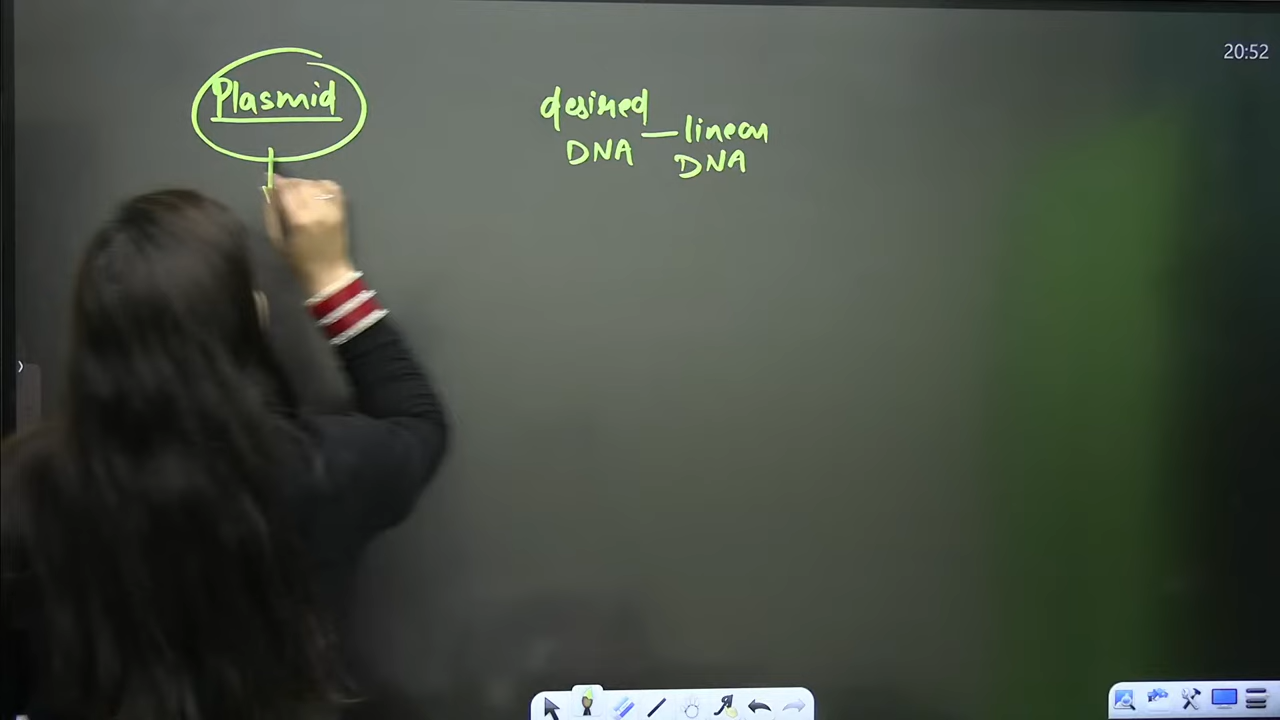 20:52
Plasmid
desired
DNA — linear
DNA